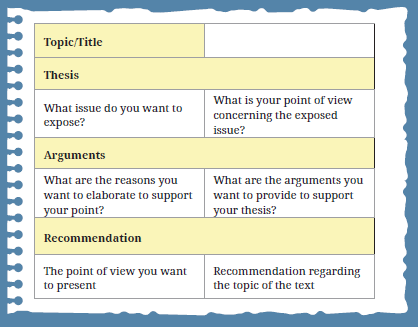 Topic/Title
Thesis
What issue do you want to
expose?
What is your point of view
concerning the exposed
issue?
Arguments
What are the reasons you
want to elaborate to support
your point?
What are the arguments you
want to provide to support
your thesis?
Recommendation
The point of view you want
to present
Recommendation regarding
the topic of the text